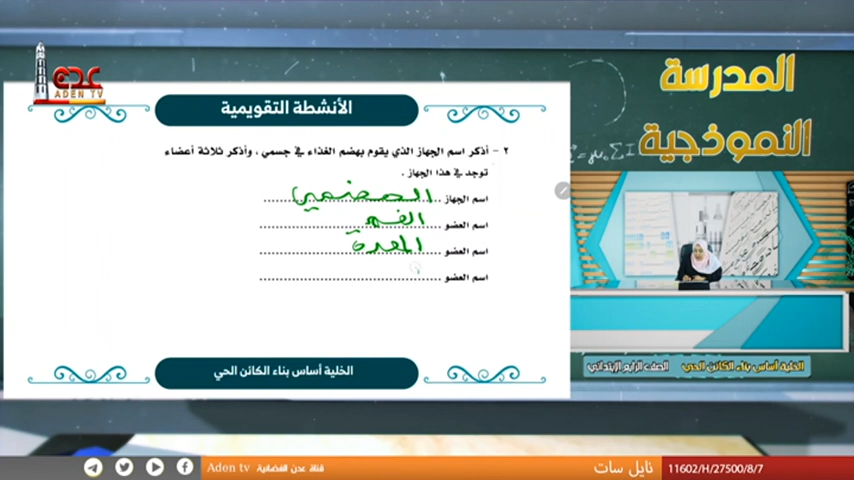 عدن
ADEN TV
المدرسة
النموذجية
الأنشطة التقويمية
٢ – أذكر اسم الجهاز الذي يقوم بهضم الغذاء في جسمي ، وأذكر ثلاثة أعضاء
توجد في هذا الجهاز .
اسم الجهاز الهضمي
اسم العضو الفم
اسم العضو المعدة
اسم العضو
الخلية أساس بناء الكائن الحي
الخلية أساس بناء الكائن الحي الصف الرابع الإبتدائي
Aden tv قناة عدن الفضائية نايل سات 11602/H/27500/8/7